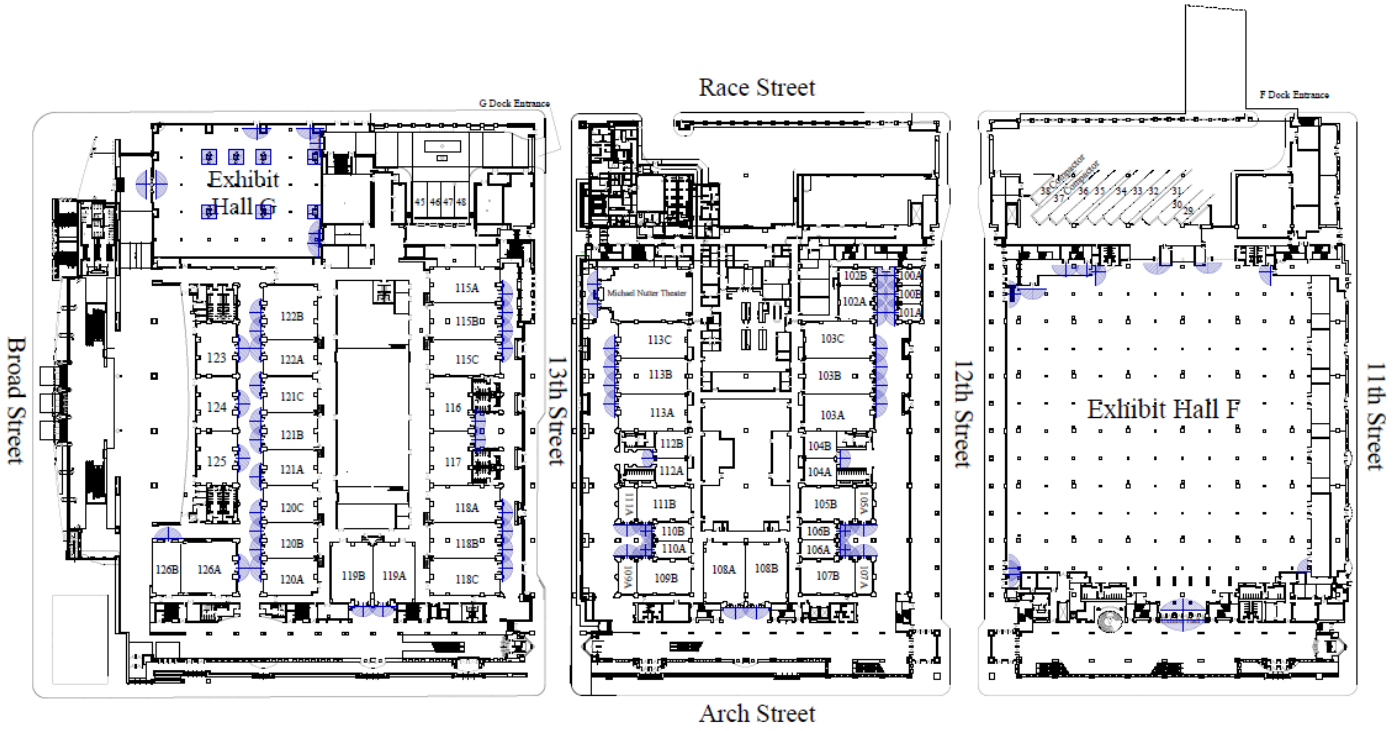 Race Street
G Dock Entrance
F Dock Entrance
Exhibit
Hall G
45 46 47 48
Compactor
Compactor
38 37 36 35 34 33 32 31
30
29
122B
123
122A
124
121C
121B
125
121A
120C
120B
126B 126A
120A
119B 119A
115A
115B
115C
116
117
118A
118B
118C
Michael Nutter Theater
113C
113B
113A
112B
112A
111A 111B
110B
110A
109A 109B
108A 108B
102B 100A
102A 100B
101A
103C
103B
103A
104B
104A
105B 105A
106B
106A
107B 107A
Exhibit Hall F
Broad Street
13th Street
12th Street
11th Street
Arch Street